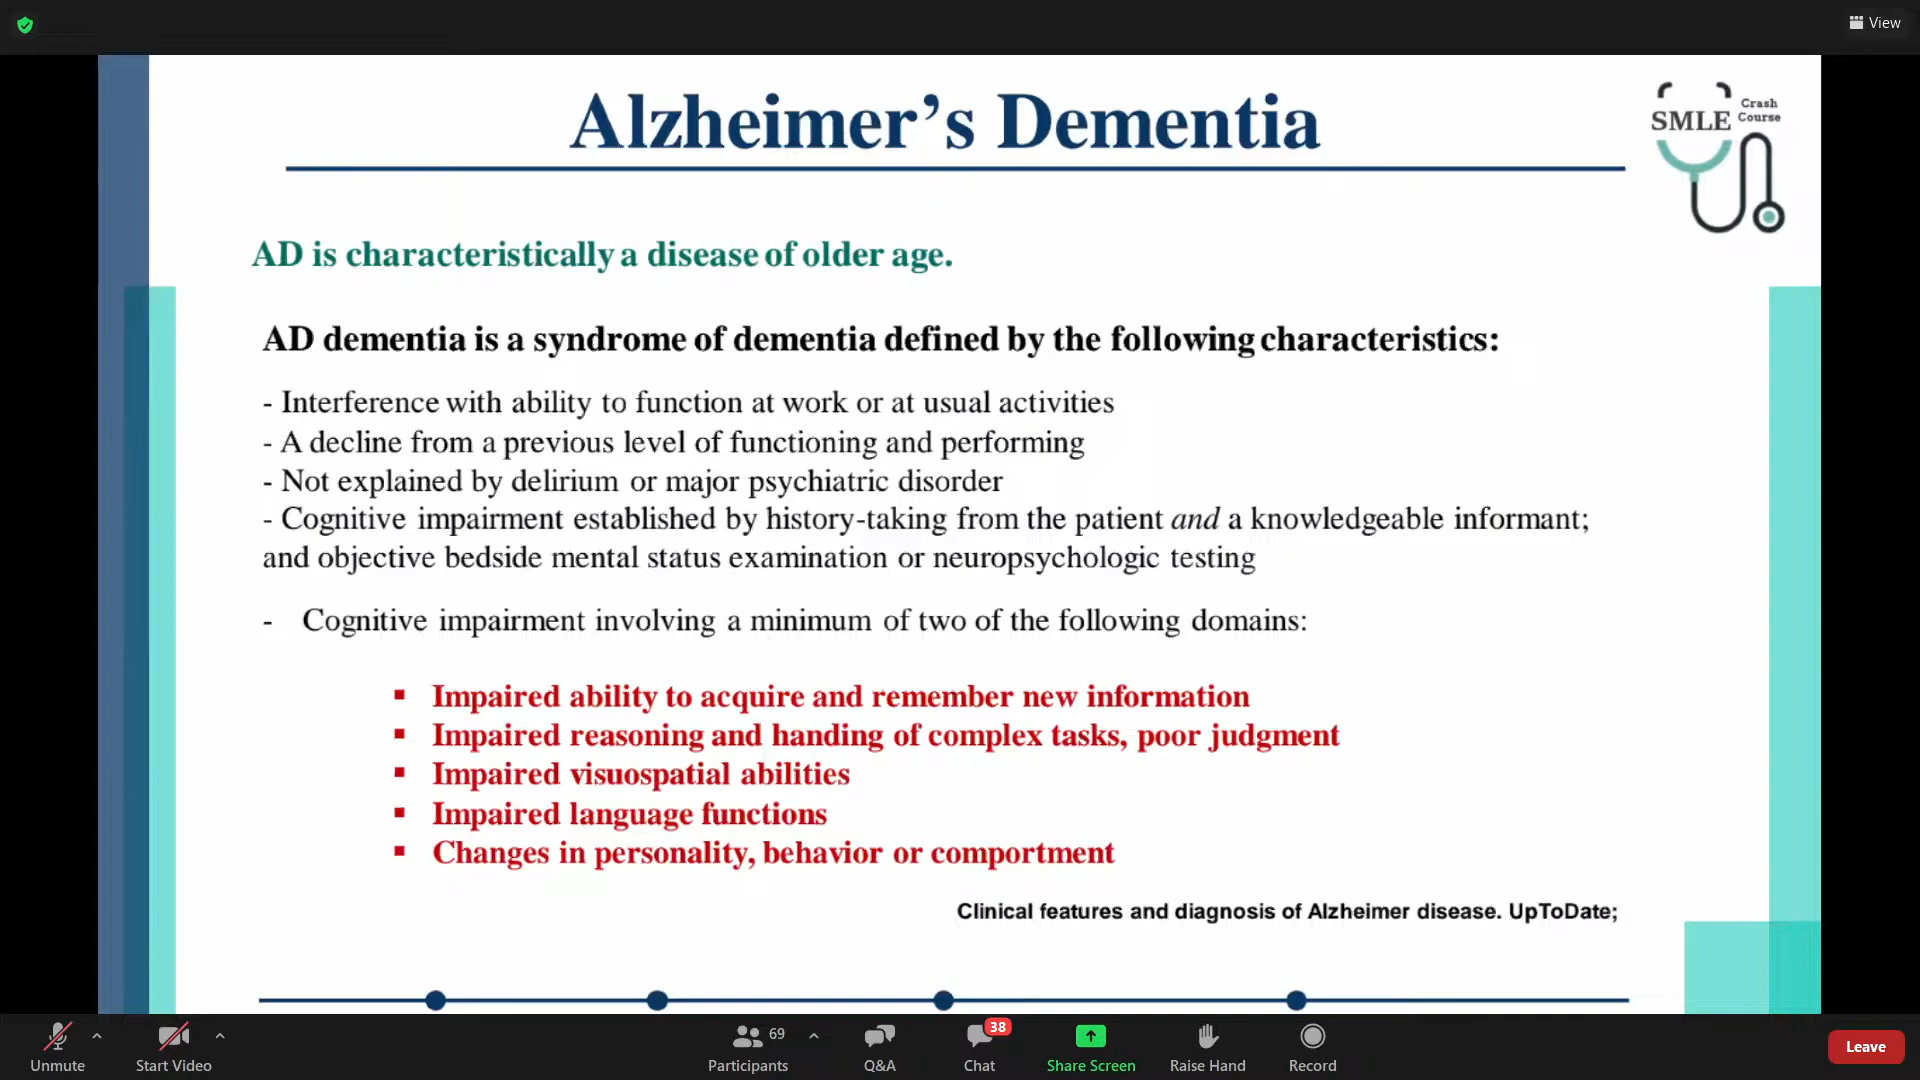 View
Alzheimer’s Dementia
Crash
SMLE Course
AD is characteristically a disease of older age.
AD dementia is a syndrome of dementia defined by the following characteristics:
- Interference with ability to function at work or at usual activities
- A decline from a previous level of functioning and performing
- Not explained by delirium or major psychiatric disorder
- Cognitive impairment established by history-taking from the patient and a knowledgeable informant;
and objective bedside mental status examination or neuropsychologic testing
- Cognitive impairment involving a minimum of two of the following domains:
▪ Impaired ability to acquire and remember new information
▪ Impaired reasoning and handing of complex tasks, poor judgment
▪ Impaired visuospatial abilities
▪ Impaired language functions
▪ Changes in personality, behavior or comportment
Clinical features and diagnosis of Alzheimer disease. UpToDate;
69
38
Unmute
Start Video
Participants
Q&A
Chat
Share Screen
Raise Hand
Record
Leave